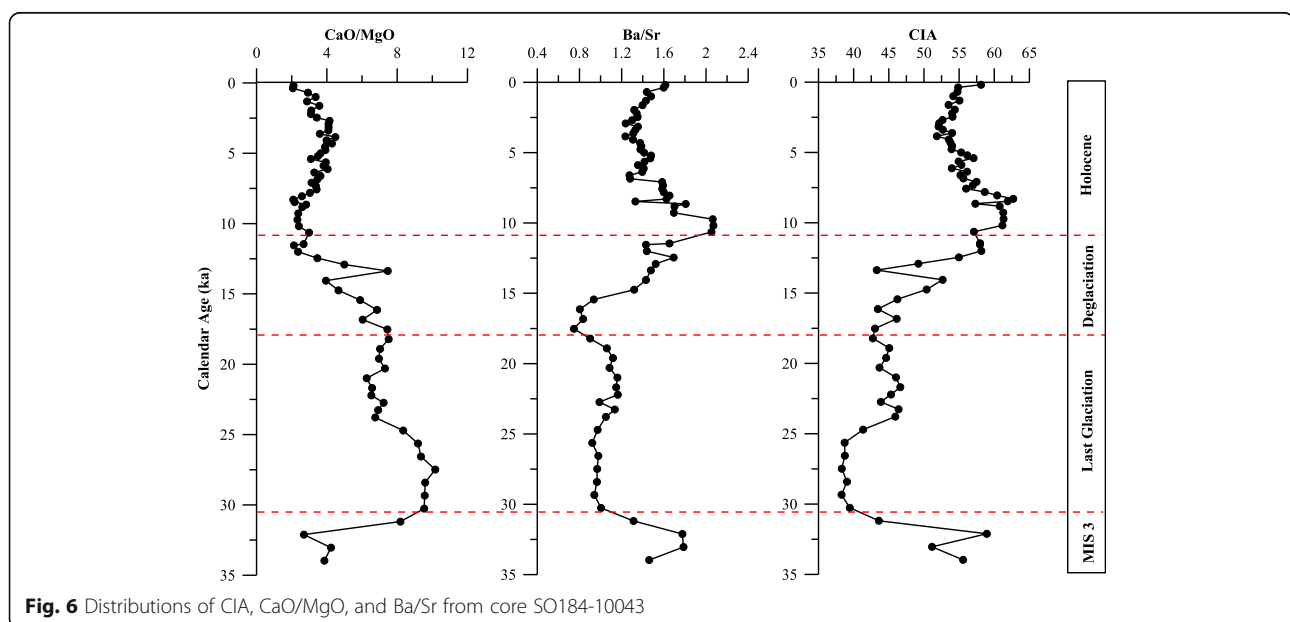 CaO/MgO Ba/Sr CIA
0 4 8 12 0.4 0.8 1.2 1.6 2 2.4 35 45 55 60 65
0 0 0
5 5 5
10 10 10
15 15 15
20 20 20
25 25 25
30 30 30
35 35 35
Calendar Age (ka)
Holocene
Deglaciation
Last Glaciation
MIS 3
Fig. 6 Distributions of CIA, CaO/MgO, and Ba/Sr from core SO184-10043